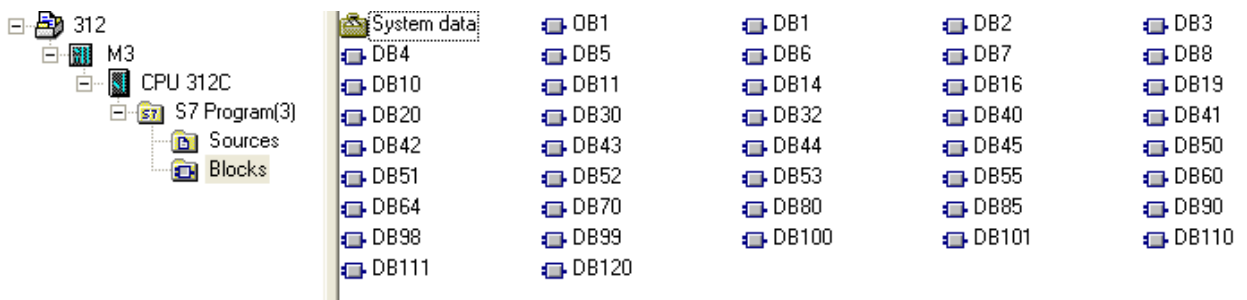 312
M3
CPU 312C
S7 Program(3)
Sources
Blocks
System data OB1 DB1 DB2 DB3
DB4 DB5 DB6 DB7 DB8
DB10 DB11 DB14 DB16 DB19
DB20 DB30 DB32 DB40 DB41
DB42 DB43 DB44 DB45 DB50
DB51 DB52 DB53 DB55 DB60
DB64 DB70 DB80 DB85 DB90
DB98 DB99 DB100 DB101 DB110
DB111 DB120